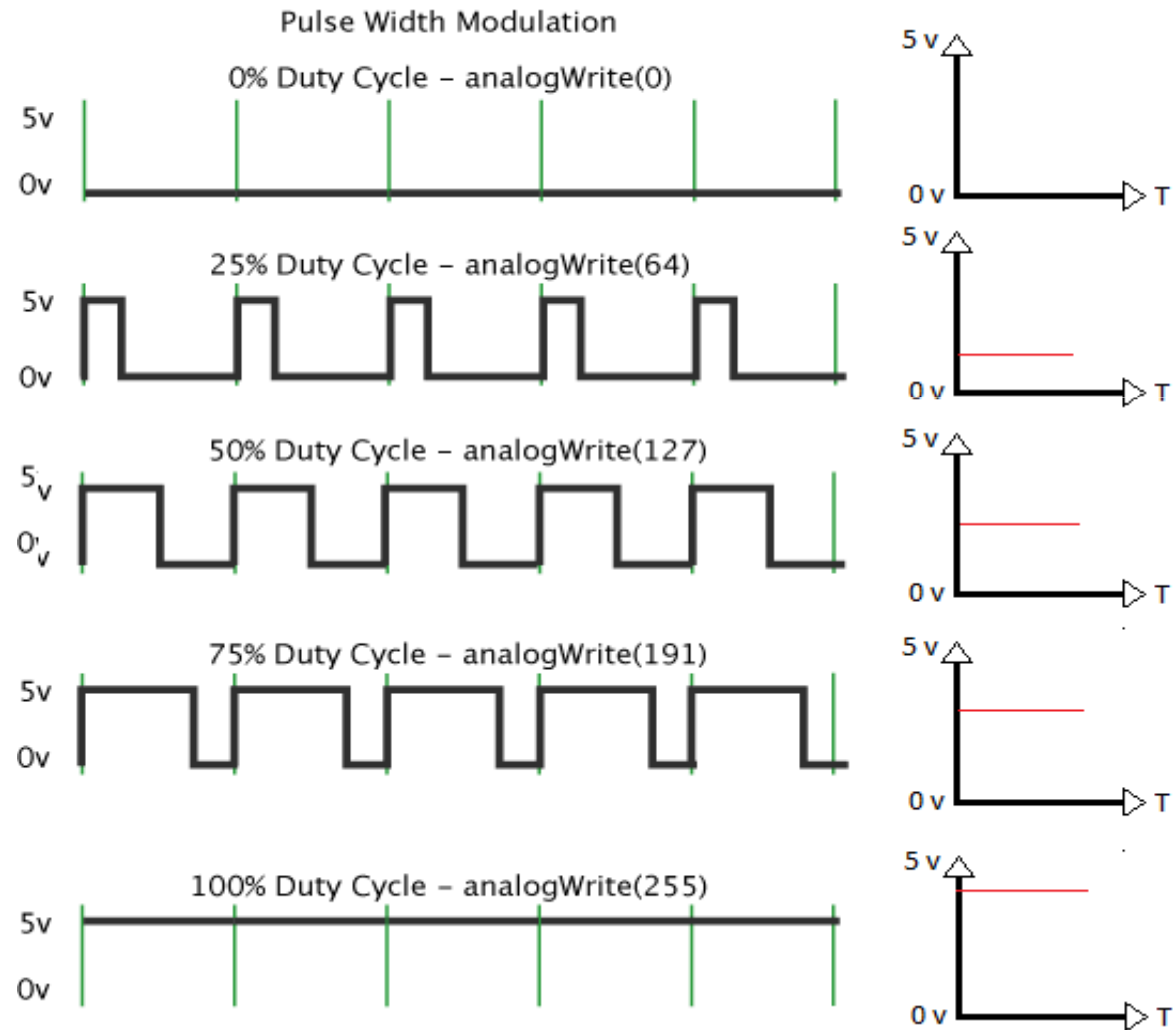 Pulse Width Modulation
5 v
0% Duty Cycle – analogWrite(0)
5v
0v
0 v
T
5 v
25% Duty Cycle – analogWrite(64)
5v
0v
0 v
T
5 v
50% Duty Cycle – analogWrite(127)
5v
v
0v
v
0 v
T
5 v
75% Duty Cycle – analogWrite(191)
5v
0v
0 v
T
5 v
100% Duty Cycle – analogWrite(255)
5v
0v
0 v
T